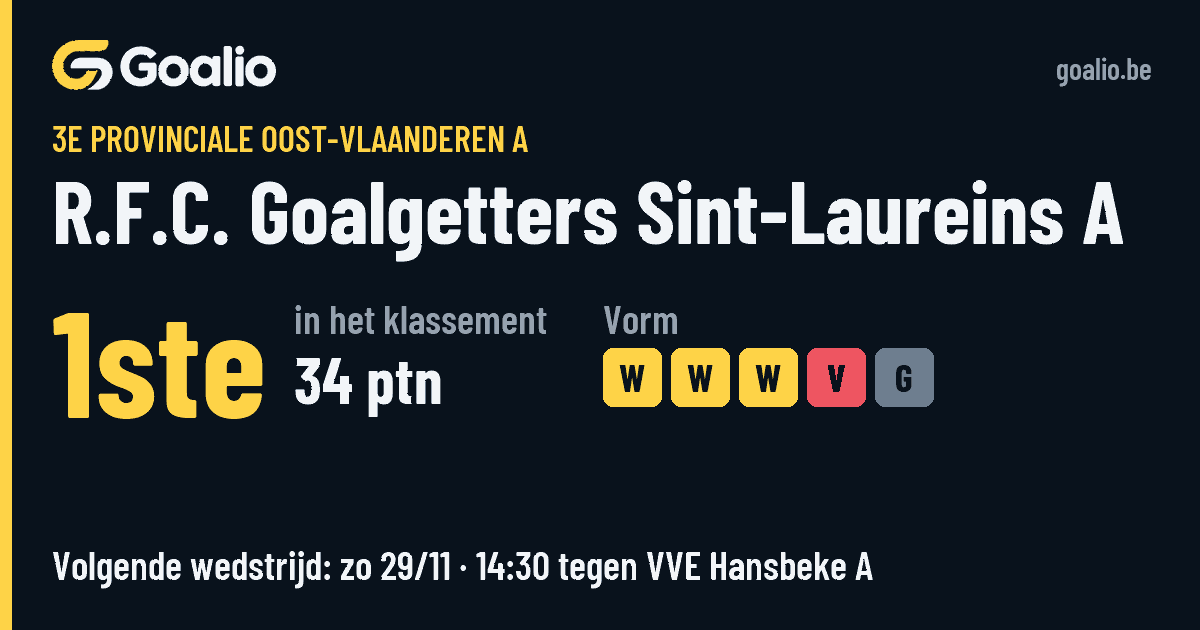 Goalio
goalio.be
3E PROVINCIALE OOST-VLAANDEREN A
R.F.C. Goalgetters Sint-Laureins A
1ste
in het klassement
34 ptn
Vorm
W W W V G
Volgende wedstrijd: zo 29/11 · 14:30 tegen VVE Hansbeke A